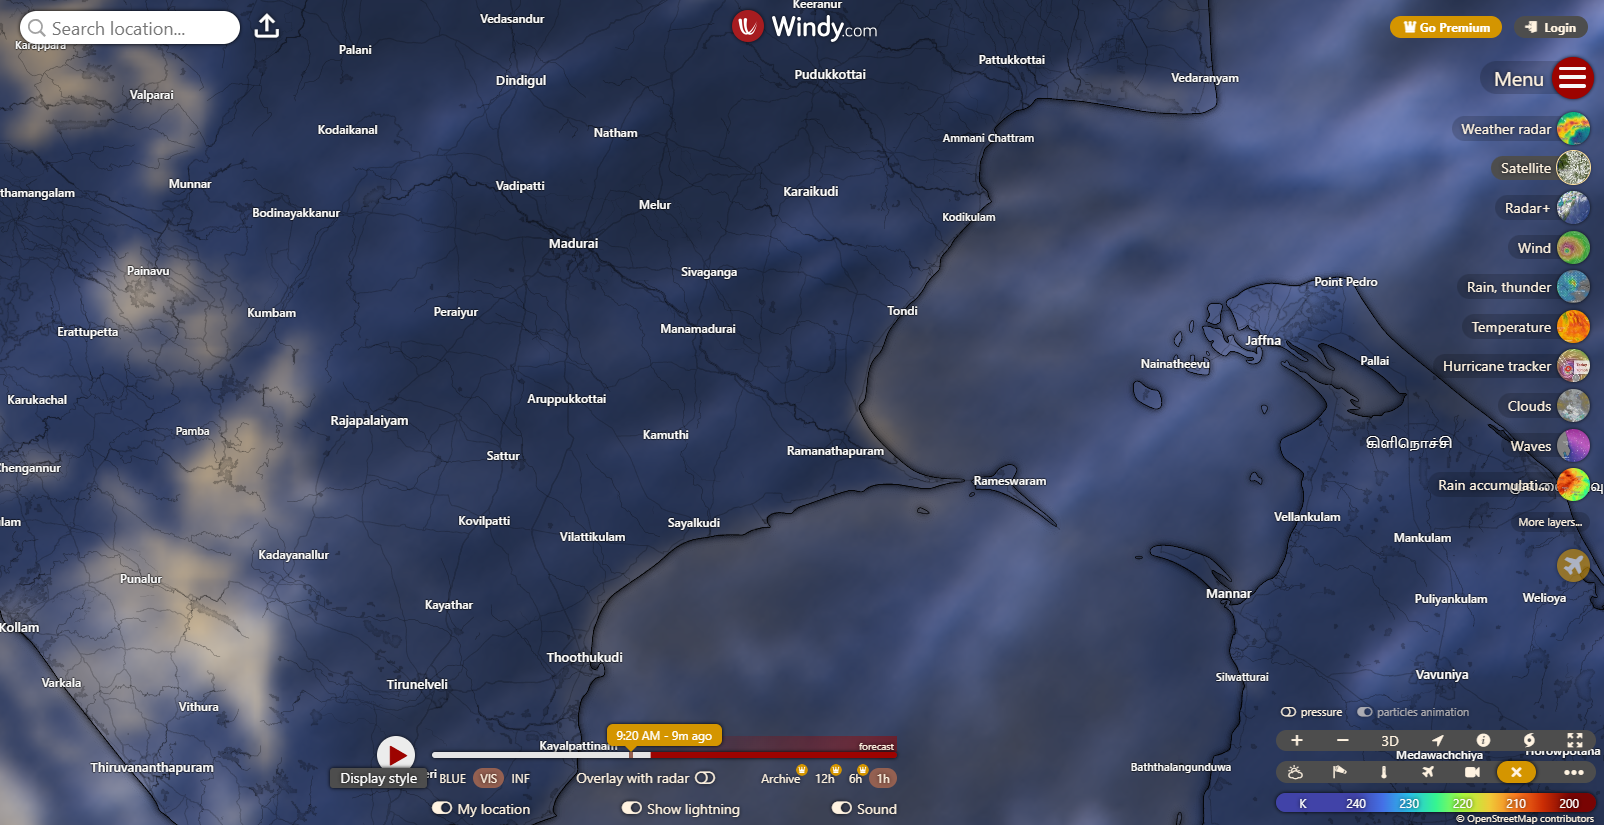 Search location...
Windy.com
Go Premium
Login
Menu
Weather radar
Satellite
Radar+
Wind
Rain, thunder
Temperature
Hurricane tracker
Clouds
Waves
Rain accumulati...
More layers...
Keeranur
Vedasandur
Karappara
Palani
Pattukkottai
Pudukkottai
Vedaranyam
Dindigul
Valparai
Kodaikanal
Natham
Ammani Chattram
Munnar
Vadipatti
Karaikudi
thamangalam
Melur
Bodinayakkanur
Kodikulam
Madurai
Painavu
Sivaganga
Point Pedro
Kumbam
Peraiyur
Tondi
Erattupetta
Manamadurai
Jaffna
Nainatheevu
Pallai
Karukachal
Aruppukkottai
Rajapalaiyam
Pamba
Kamuthi
கிளிநொச்சி
Ramanathapuram
Sattur
Chengannur
Rameswaram
Vellankulam
Kovilpatti
Sayalkudi
lam
Vilattikulam
Mankulam
Kadayanallur
Punalur
Mannar
Puliyankulam
Welioya
Kayathar
Kollam
Thoothukudi
Vavuniya
Silwatturai
Varkala
Tirunelveli
Vithura
Kayalpattinam
Thiruvananthapuram
Baththalangunduwa
Medawachchiya
Horowpotana
9:20 AM - 9m ago
forecast
Display style
eri
BLUE VIS INF
Overlay with radar
Archive 12h 6h 1h
My location
Show lightning
Sound
pressure
particles animation
3D
K 240 230 220 210 200
© OpenStreetMap contributors